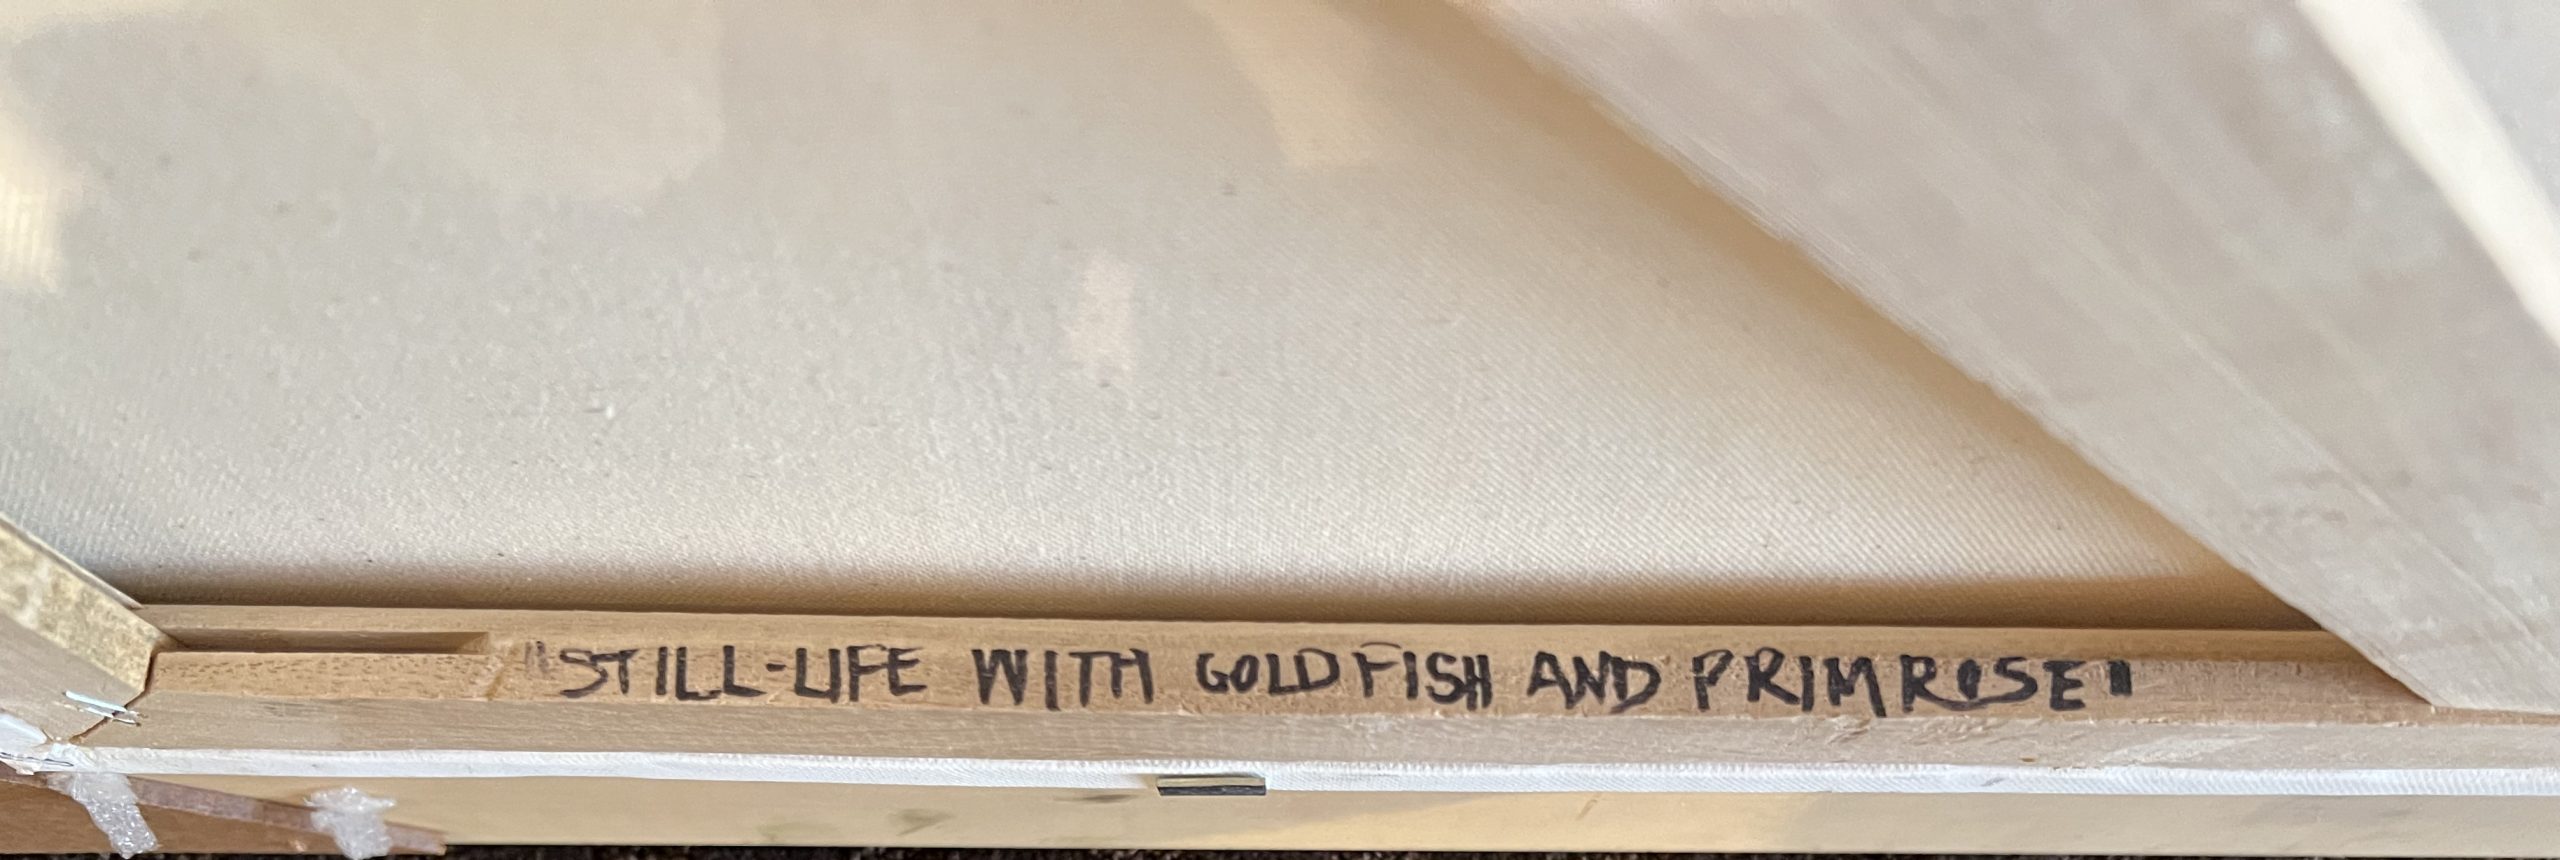 "STILL-LIFE WITH GOLDFISH AND PRIMROSE"